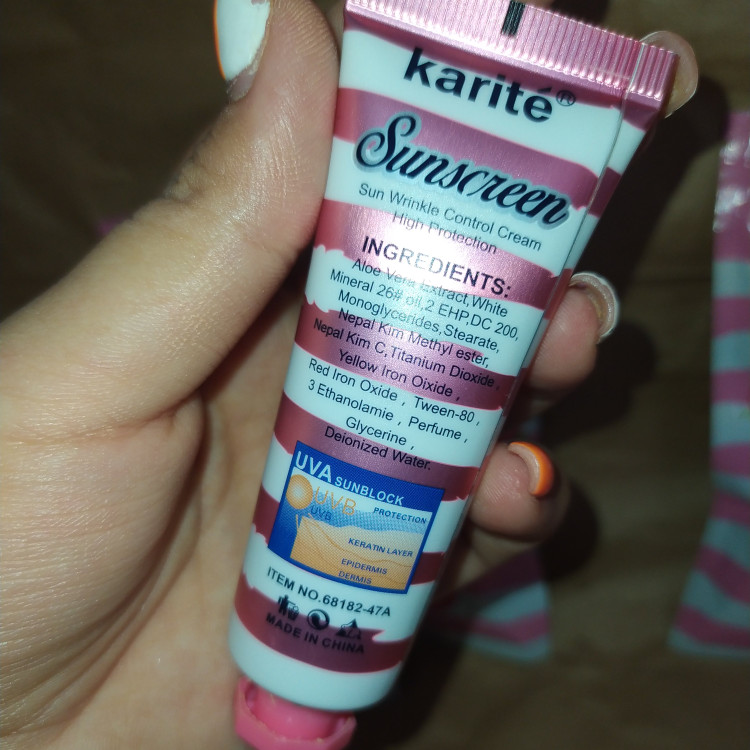 karité®
Sunscreen
Sun Wrinkle Control Cream
High Protection
INGREDIENTS:
Aloe Vera Extract,White
Mineral 26# oil,2 EHP,DC 200,
Monoglycerides,Stearate,
Nepal Kim Methyl ester,
Nepal Kim C,Titanium Dioxide ,
Yellow Iron Oixide ,
Red Iron Oxide , Tween-80 ,
3 Ethanolamie , Perfume ,
Glycerine ,
Deionized Water.
UVA SUNBLOCK
UVB PROTECTION
UVB
KERATIN LAYER
EPIDERMIS
DERMIS
ITEM NO.68182-47A
MADE IN CHINA